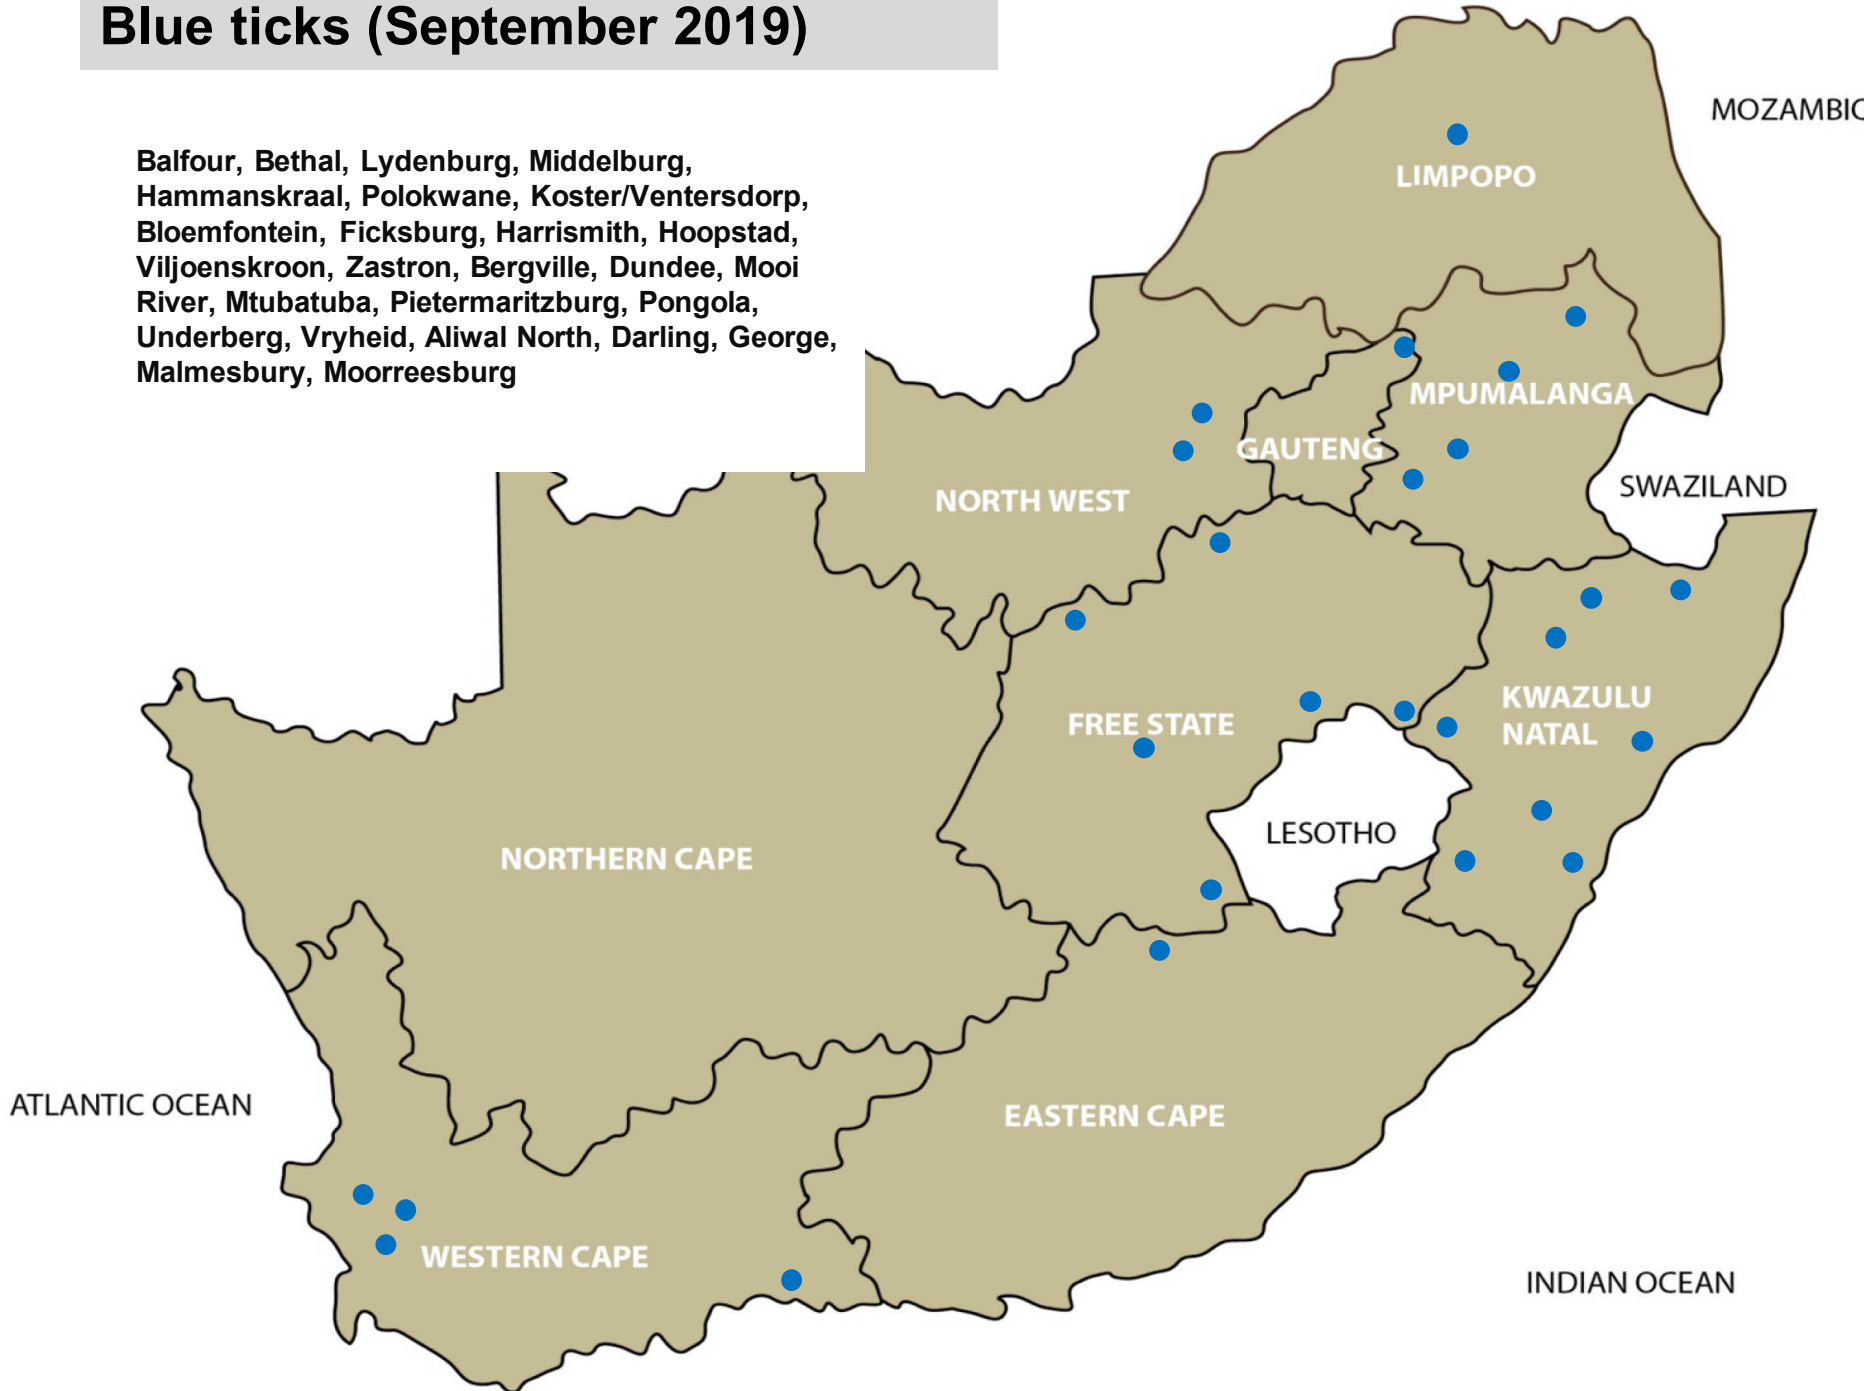 Blue ticks (September 2019)
Balfour, Bethal, Lydenburg, Middelburg,
Hammanskraal, Polokwane, Koster/Ventersdorp,
Bloemfontein, Ficksburg, Harrismith, Hoopstad,
Viljoenskroon, Zastron, Bergville, Dundee, Mooi
River, Mtubatuba, Pietermaritzburg, Pongola,
Underberg, Vryheid, Aliwal North, Darling, George,
Malmesbury, Moorreesburg
MOZAMBIQ
LIMPOPO
MPUMALANGA
GAUTENG
SWAZILAND
NORTH WEST
KWAZULU
NATAL
FREE STATE
LESOTHO
NORTHERN CAPE
ATLANTIC OCEAN
EASTERN CAPE
WESTERN CAPE
INDIAN OCEAN